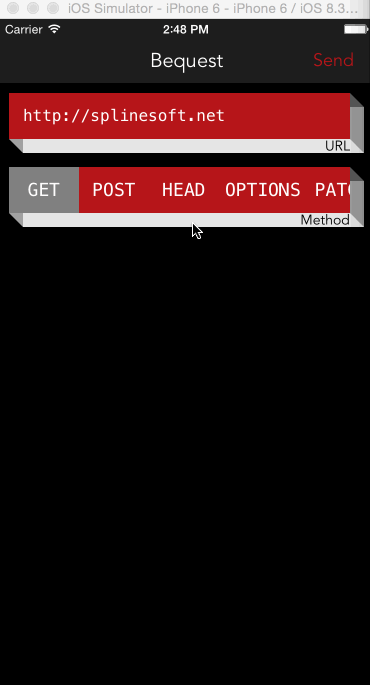 iOS Simulator - iPhone 6 - iPhone 6 / iOS 8.3...
Carrier 2:48 PM
Bequest Send
http://splinesoft.net
URL
GET POST HEAD OPTIONS PATC
Method